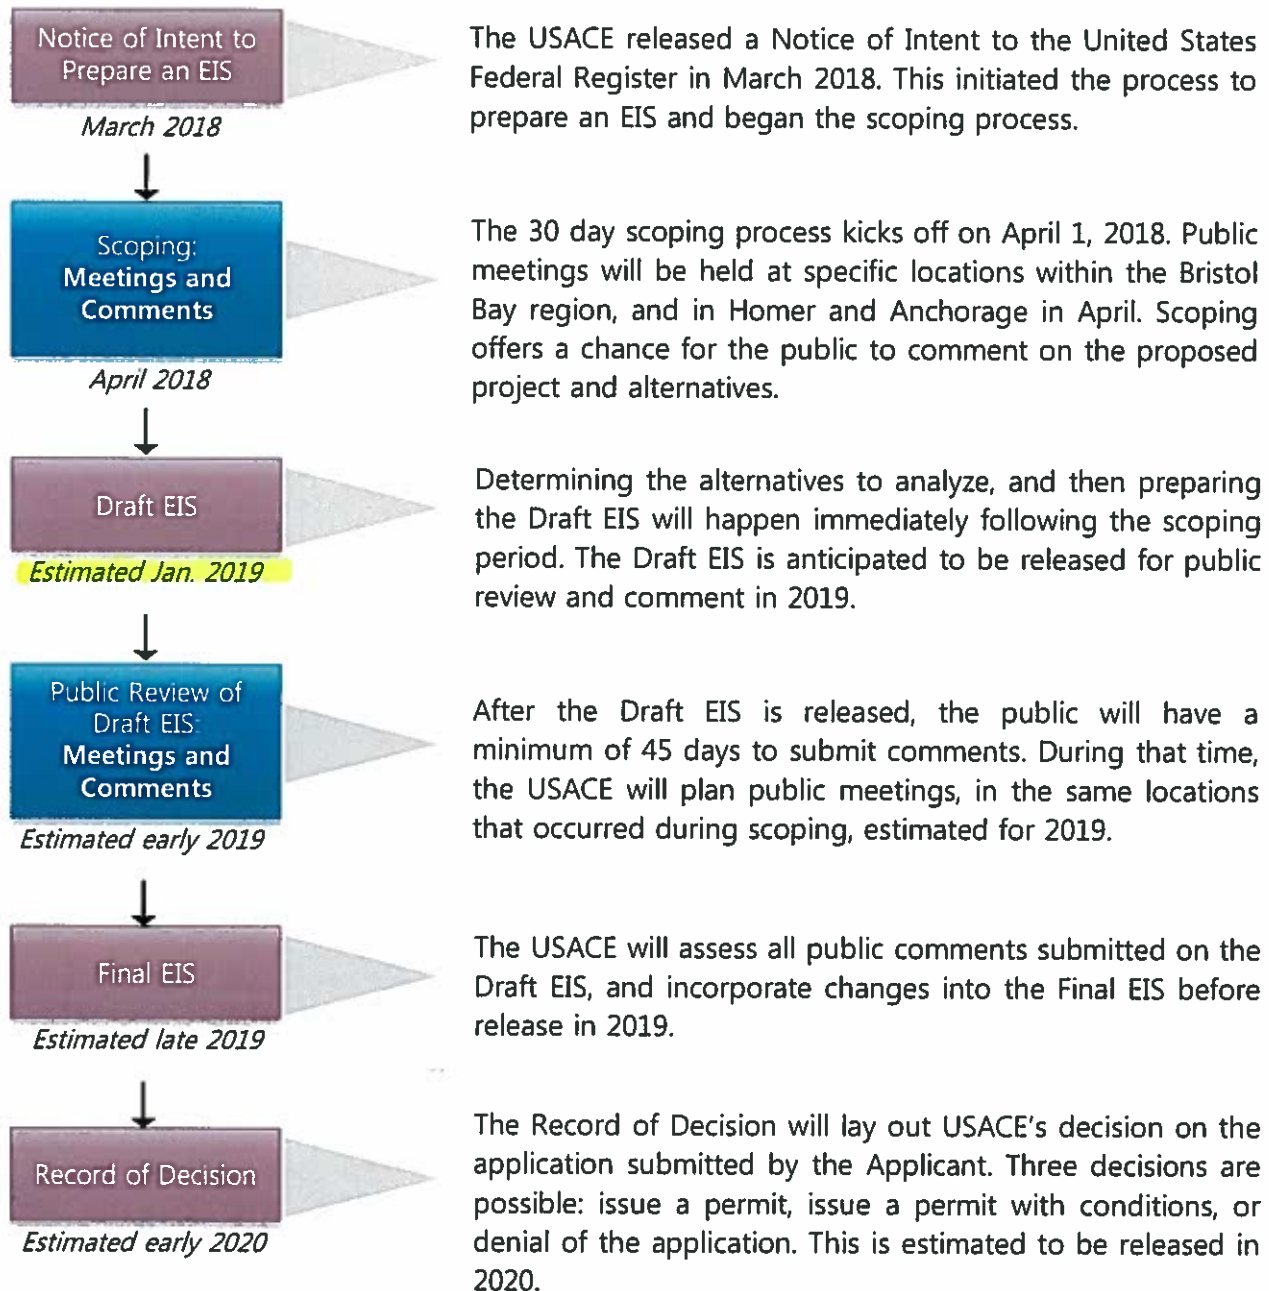 Notice of Intent to
Prepare an EIS
March 2018
The USACE released a Notice of Intent to the United States
Federal Register in March 2018. This initiated the process to
prepare an EIS and began the scoping process.
Scoping:
Meetings and
Comments
April 2018
The 30 day scoping process kicks off on April 1, 2018. Public
meetings will be held at specific locations within the Bristol
Bay region, and in Homer and Anchorage in April. Scoping
offers a chance for the public to comment on the proposed
project and alternatives.
Draft EIS
Estimated Jan. 2019
Determining the alternatives to analyze, and then preparing
the Draft EIS will happen immediately following the scoping
period. The Draft EIS is anticipated to be released for public
review and comment in 2019.
Public Review of
Draft EIS:
Meetings and
Comments
Estimated early 2019
After the Draft EIS is released, the public will have a
minimum of 45 days to submit comments. During that time,
the USACE will plan public meetings, in the same locations
that occurred during scoping, estimated for 2019.
Final EIS
Estimated late 2019
The USACE will assess all public comments submitted on the
Draft EIS, and incorporate changes into the Final EIS before
release in 2019.
Record of Decision
Estimated early 2020
The Record of Decision will lay out USACE's decision on the
application submitted by the Applicant. Three decisions are
possible: issue a permit, issue a permit with conditions, or
denial of the application. This is estimated to be released in
2020.